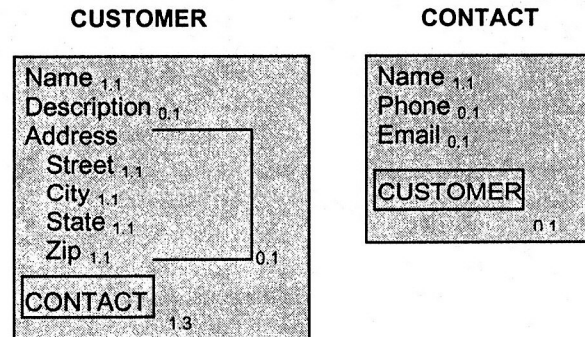 CUSTOMER
Name 1.1
Description 0.1
Address
Street 1.1
City 1.1
State 1.1
Zip 1.1
0.1
CONTACT
1.3
CONTACT
Name 1.1
Phone 0.1
Email 0.1
CUSTOMER
0.1